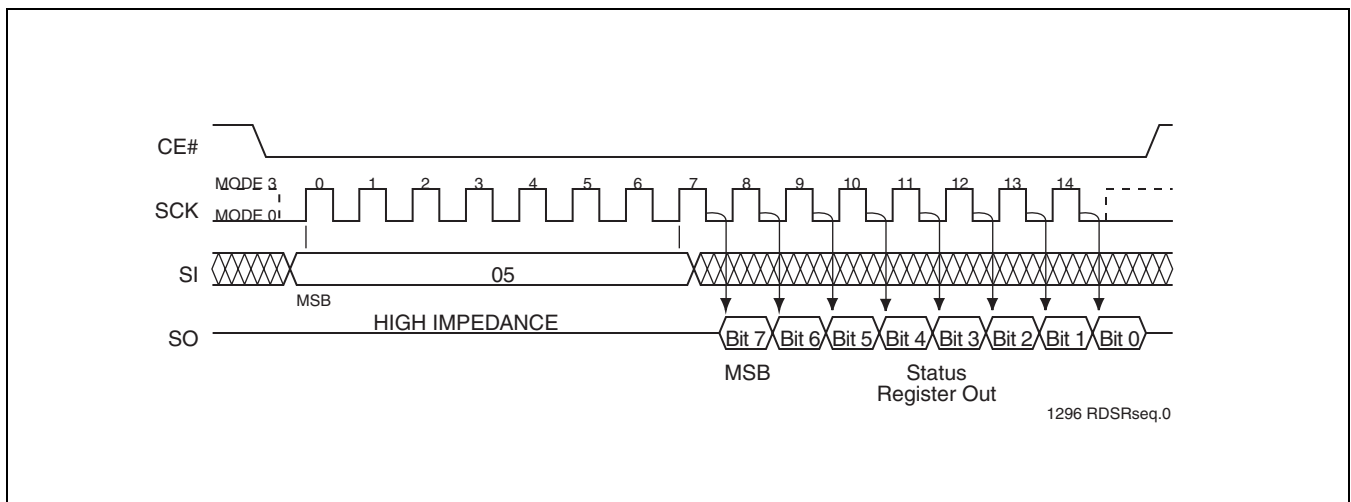 CE#
MODE 3 0 1 2 3 4 5 6 7 8 9 10 11 12 13 14
SCK
MODE 0
SI 05
MSB
HIGH IMPEDANCE
SO Bit 7 Bit 6 Bit 5 Bit 4 Bit 3 Bit 2 Bit 1 Bit 0
MSB Status
Register Out
1296 RDSRseq.0